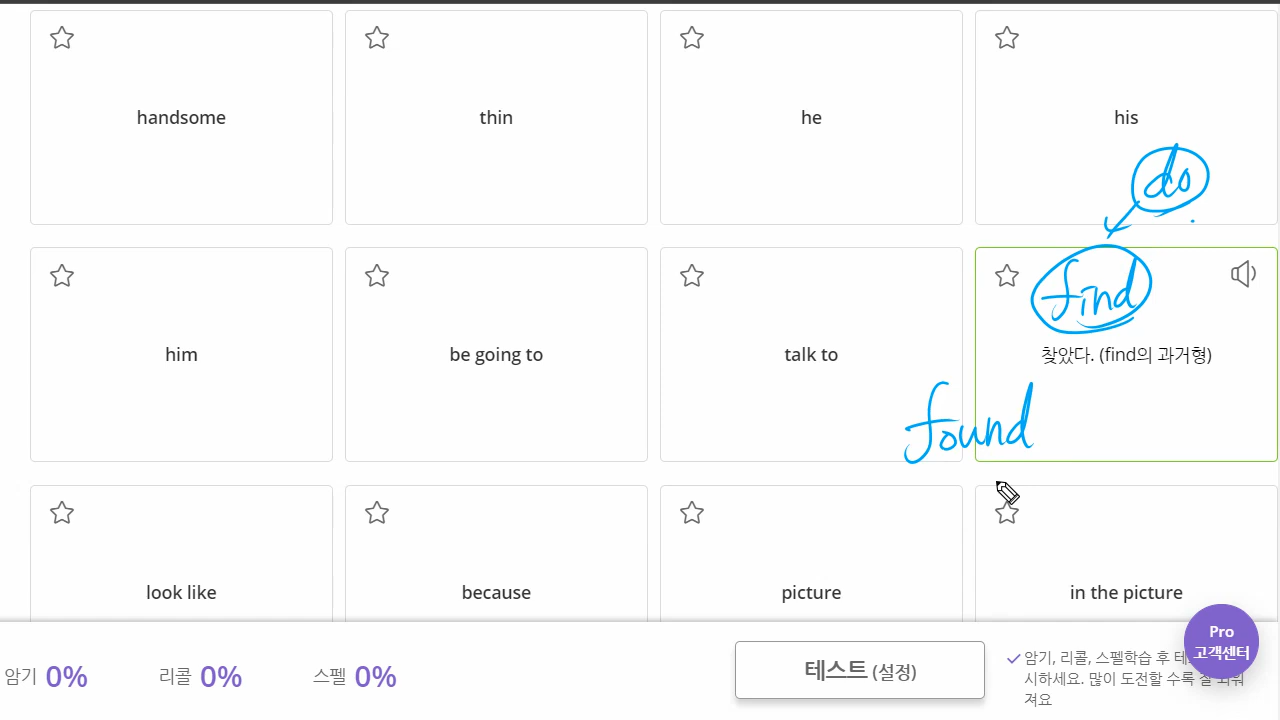 handsome
thin
he
his
do
find
him
be going to
talk to
찾았다. (find의 과거형)
found
look like
because
picture
in the picture
Pro
고객센터
암기 0%
리콜 0%
스펠 0%
테스트 (설정)
암기, 리콜, 스펠학습 후
시하세요. 많이 도전할 수록 잘 외워
져요